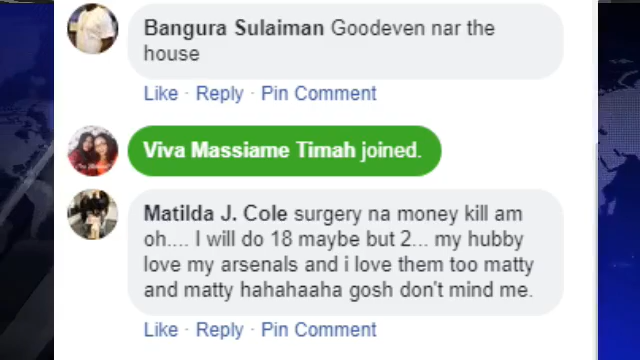 Bangura Sulaiman Goodeven nar the
house
Like · Reply · Pin Comment
Viva Massiame Timah joined.
Matilda J. Cole surgery na money kill am
oh.... I will do 18 maybe but 2... my hubby
love my arsenals and i love them too matty
and matty hahahaaha gosh don't mind me.
Like · Reply · Pin Comment